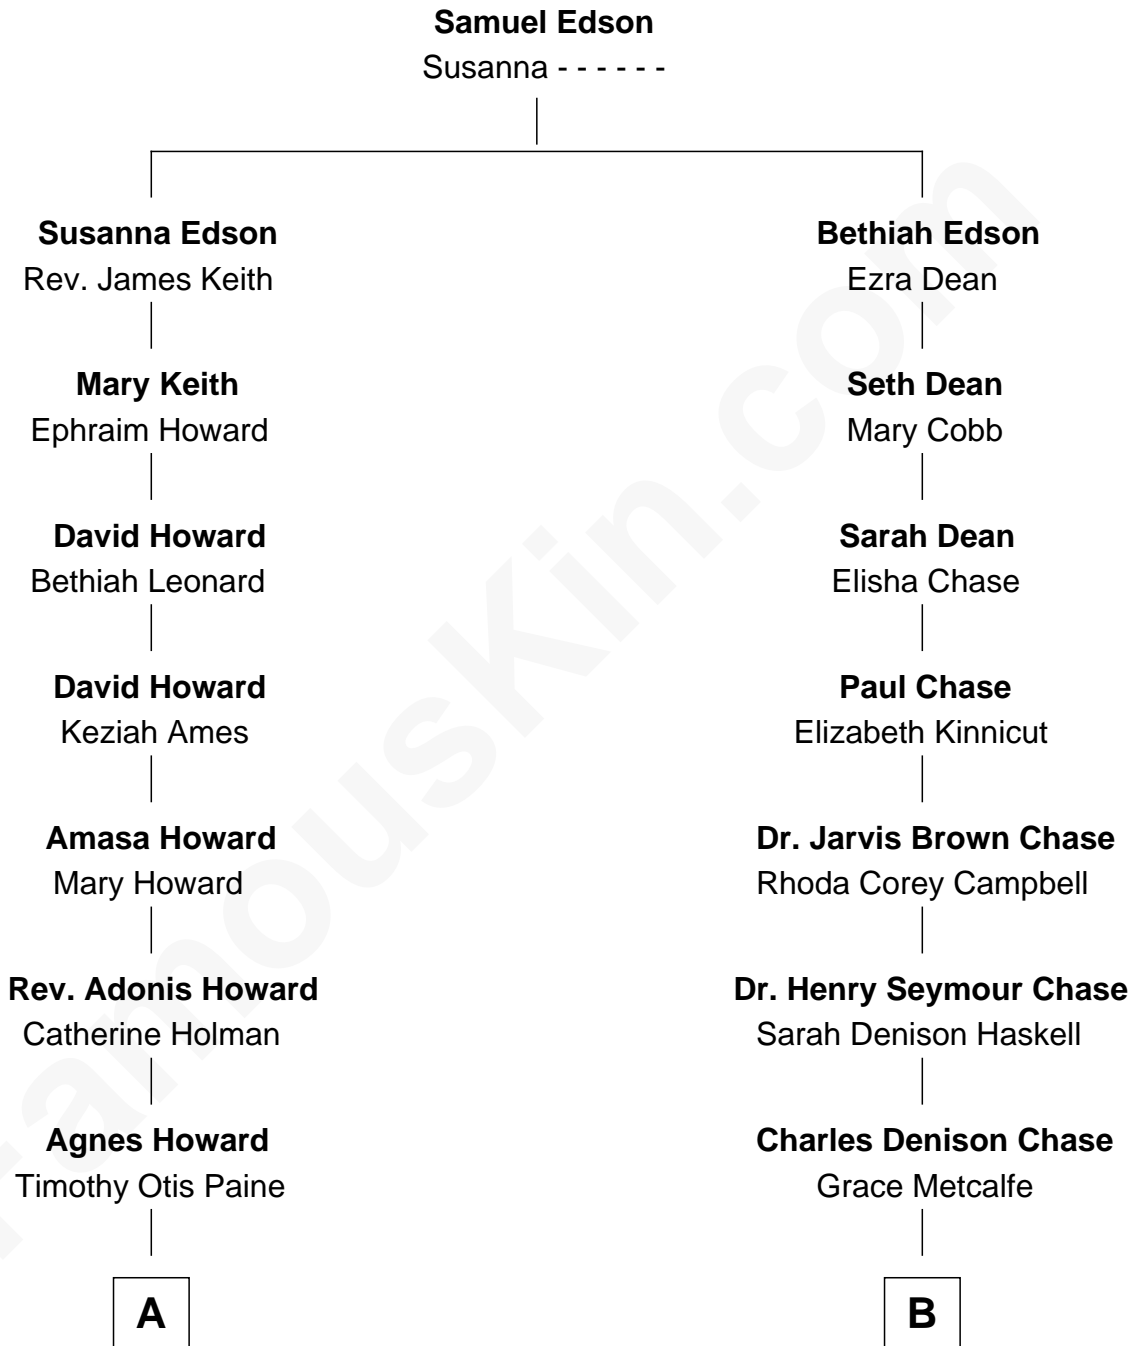 Samuel Edson
Susanna - - - - - -
Susanna Edson
Rev. James Keith
Mary Keith
Ephraim Howard
David Howard
Bethiah Leonard
David Howard
Keziah Ames
Amasa Howard
Mary Howard
Rev. Adonis Howard
Catherine Holman
Agnes Howard
Timothy Otis Paine
A
Bethiah Edson
Ezra Dean
Seth Dean
Mary Cobb
Sarah Dean
Elisha Chase
Paul Chase
Elizabeth Kinnicut
Dr. Jarvis Brown Chase
Rhoda Corey Campbell
Dr. Henry Seymour Chase
Sarah Denison Haskell
Charles Denison Chase
Grace Metcalfe
B
FamousKin.com